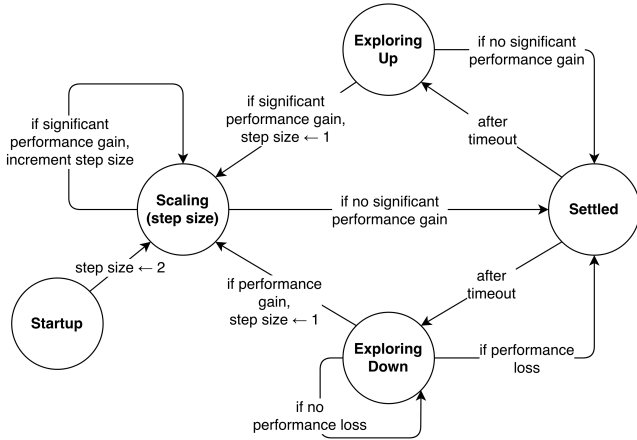 Exploring
Up
if no significant
performance gain
if significant
performance gain,
step size ← 1
after
timeout
if significant
performance gain,
increment step size
Scaling
(step size)
if no significant
performance gain
Settled
step size ← 2
Startup
if performance
gain,
step size ← 1
after
timeout
Exploring
Down
if performance
loss
if no
performance loss